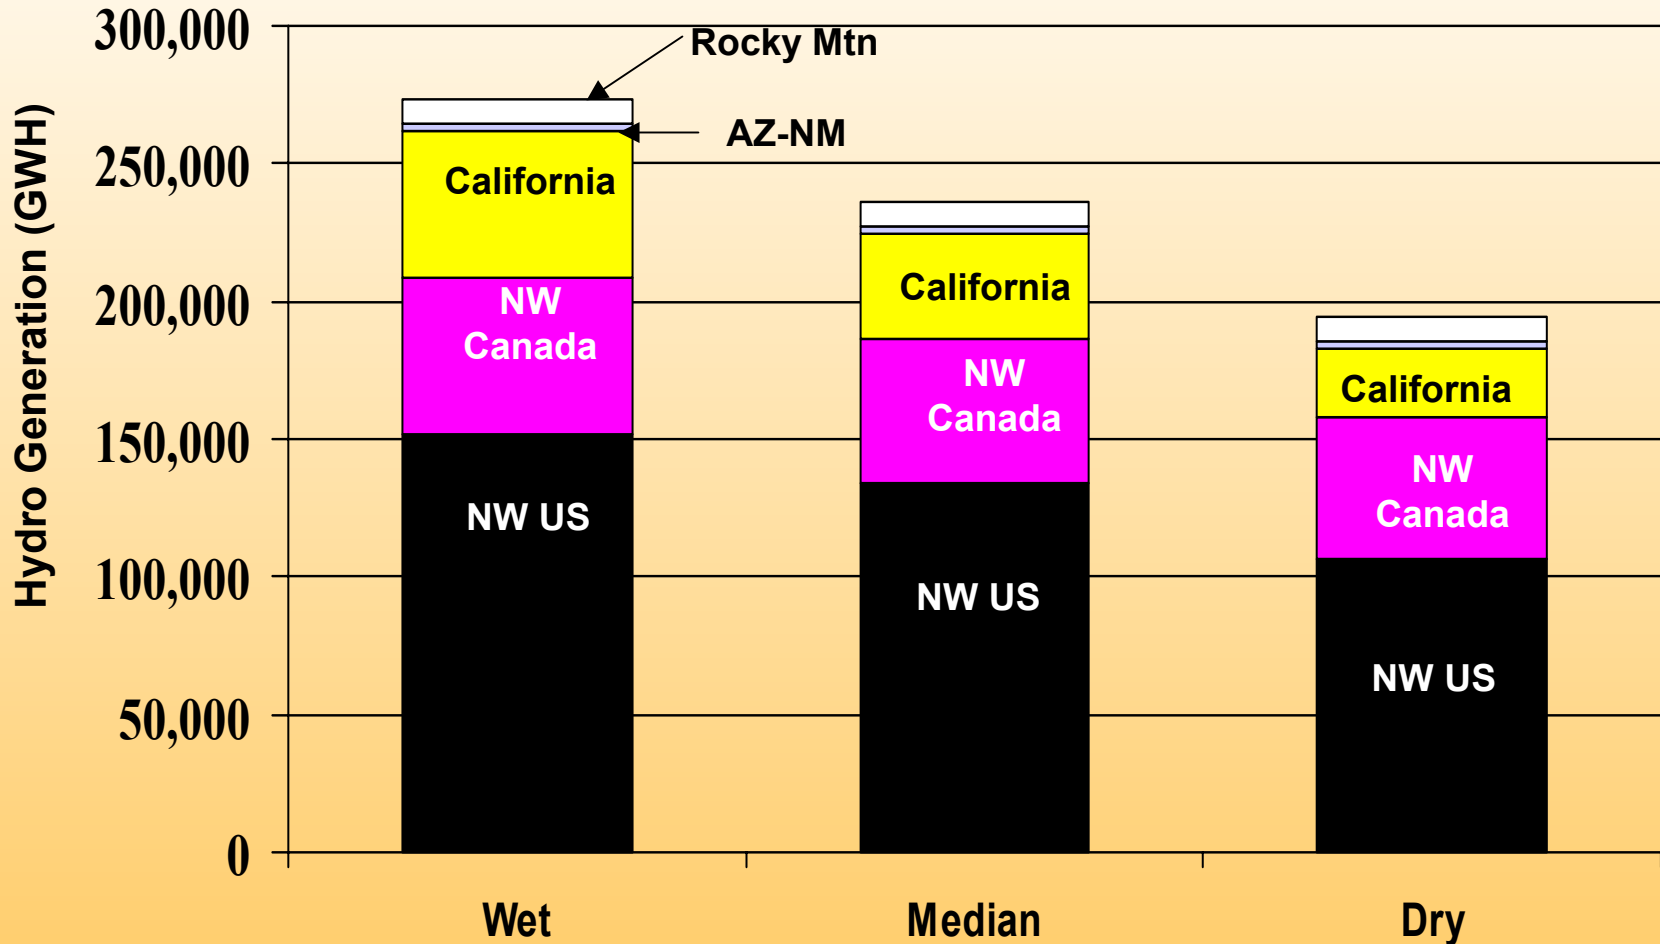 300,000
250,000
200,000
150,000
100,000
50,000
0
Hydro Generation (GWH)
Rocky Mtn
AZ-NM
California
NW
Canada
NW US
California
NW
Canada
NW US
California
NW
Canada
NW US
Wet
Median
Dry